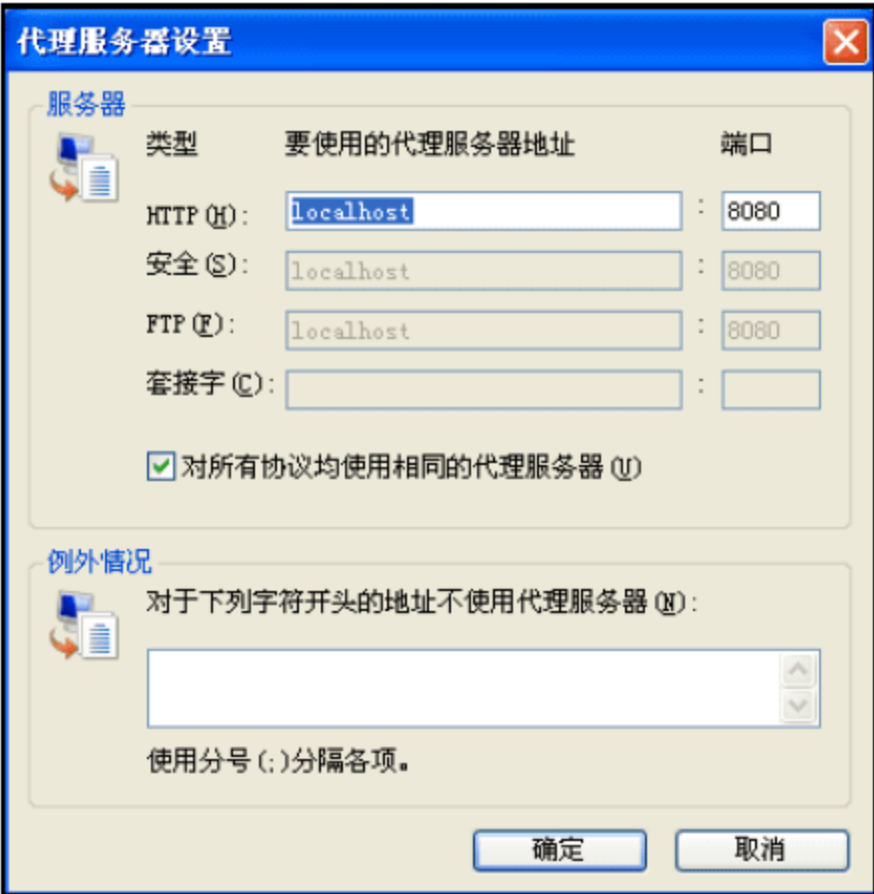 代理服务器设置
服务器
类型 要使用的代理服务器地址 端口
HTTP(H): localhost : 8080
安全(S): localhost : 8080
FTP(F): localhost : 8080
套接字(C): :
对所有协议均使用相同的代理服务器(U)
例外情况
对于下列字符开头的地址不使用代理服务器(N):
使用分号(;)分隔各项。
确定 取消